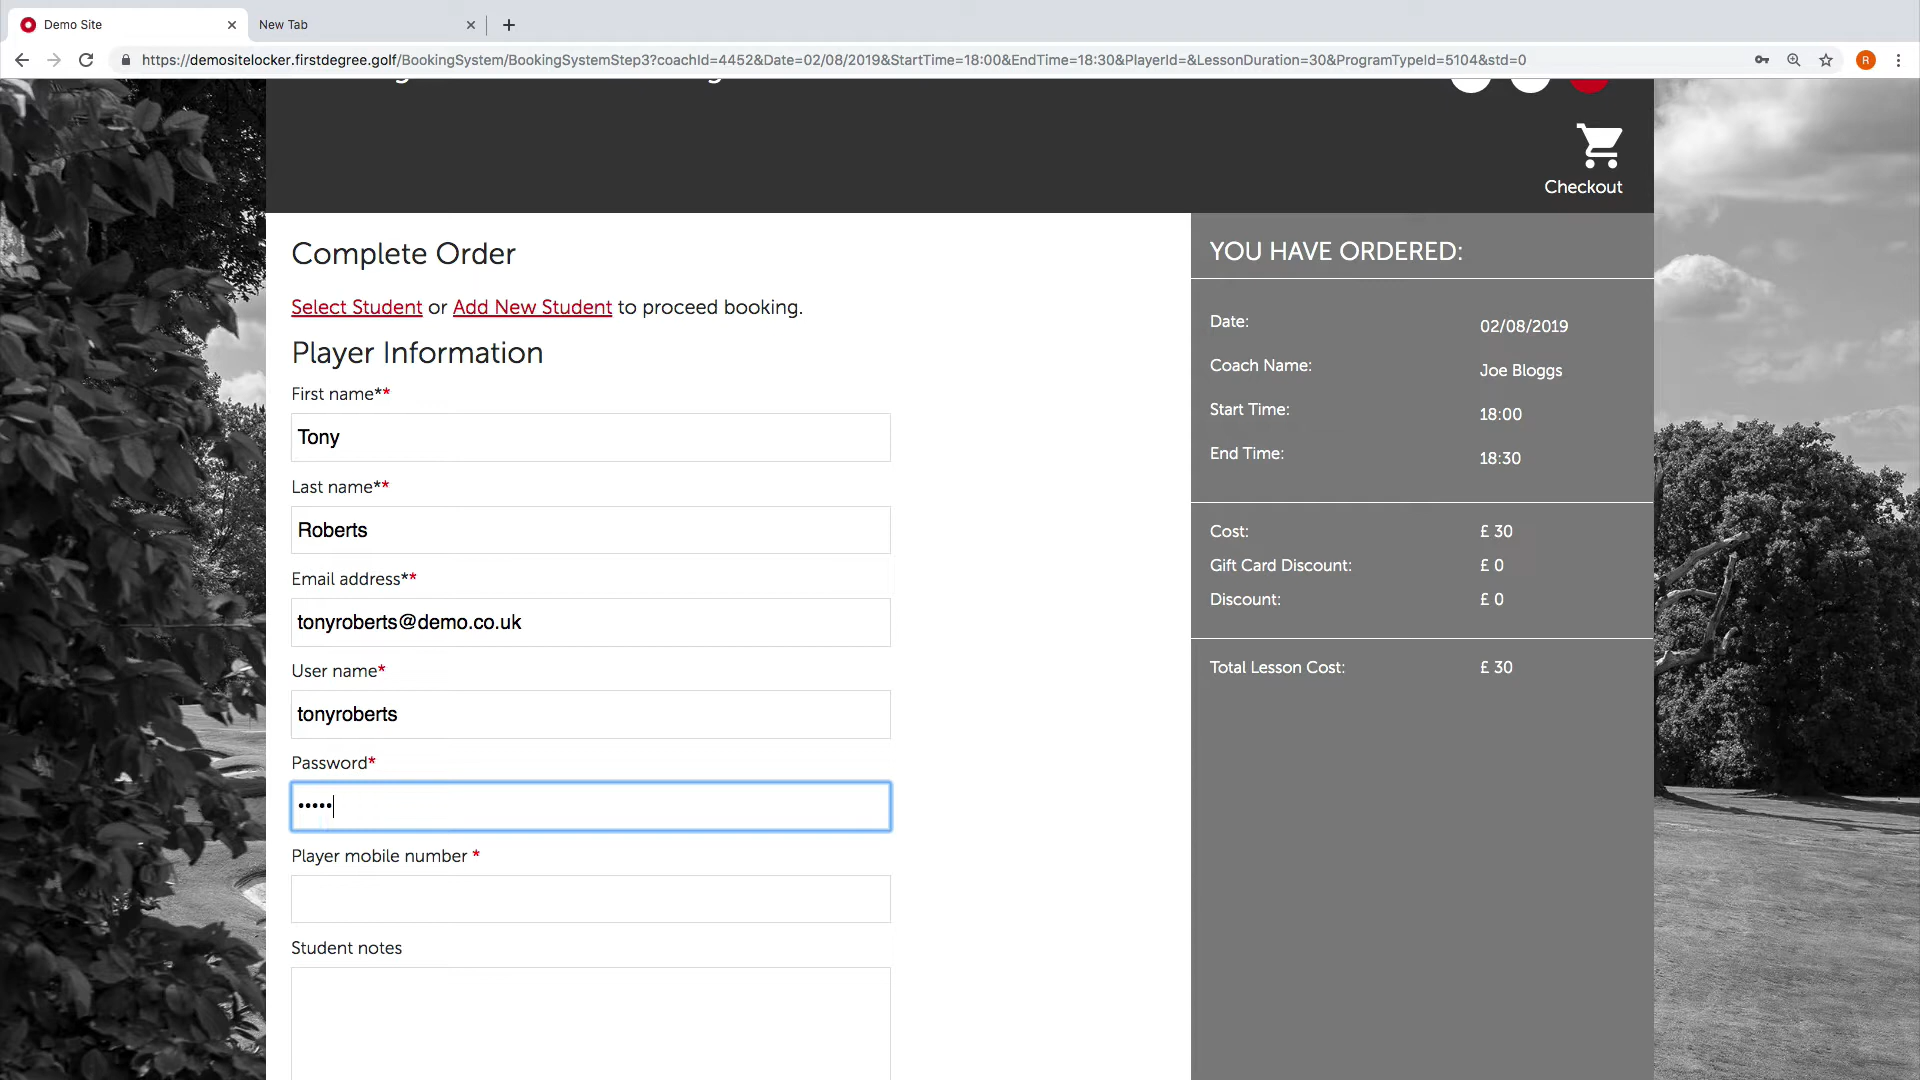 Demo Site
New Tab
https://demositelocker.firstdegree.golf/BookingSystem/BookingSystemStep3?coachId=4452&Date=02/08/2019&StartTime=18:00&EndTime=18:30&PlayerId=&LessonDuration=30&ProgramTypeId=5104&std=0
R
Checkout
Complete Order
Select Student or Add New Student to proceed booking.
Player Information
First name**
Tony
Last name**
Roberts
Email address**
tonyroberts@demo.co.uk
User name*
tonyroberts
Password*
•••••
Player mobile number *
Student notes
YOU HAVE ORDERED:
Date: 02/08/2019
Coach Name: Joe Bloggs
Start Time: 18:00
End Time: 18:30
Cost: £ 30
Gift Card Discount: £ 0
Discount: £ 0
Total Lesson Cost: £ 30